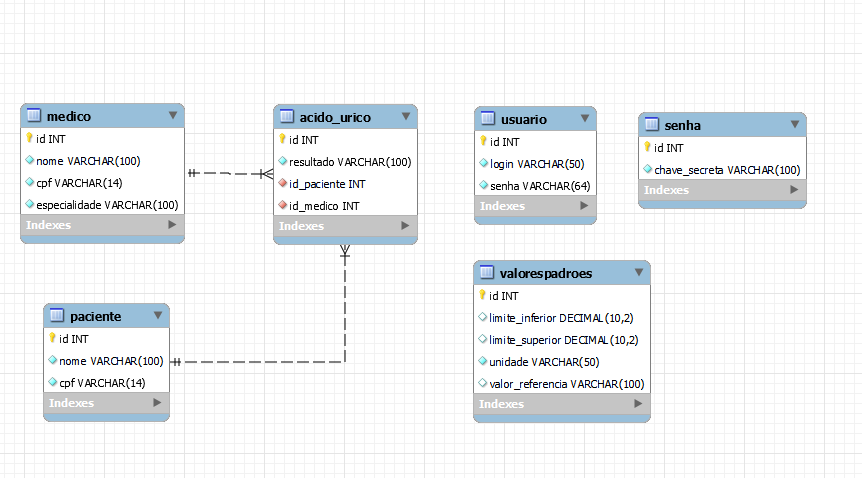 medico
id INT
nome VARCHAR(100)
cpf VARCHAR(14)
especialidade VARCHAR(100)
Indexes
acido_urico
id INT
resultado VARCHAR(100)
id_paciente INT
id_medico INT
Indexes
usuario
id INT
login VARCHAR(50)
senha VARCHAR(64)
Indexes
senha
id INT
chave_secreta VARCHAR(100)
Indexes
paciente
id INT
nome VARCHAR(100)
cpf VARCHAR(14)
Indexes
valorespadroes
id INT
limite_inferior DECIMAL(10,2)
limite_superior DECIMAL(10,2)
unidade VARCHAR(50)
valor_referencia VARCHAR(100)
Indexes